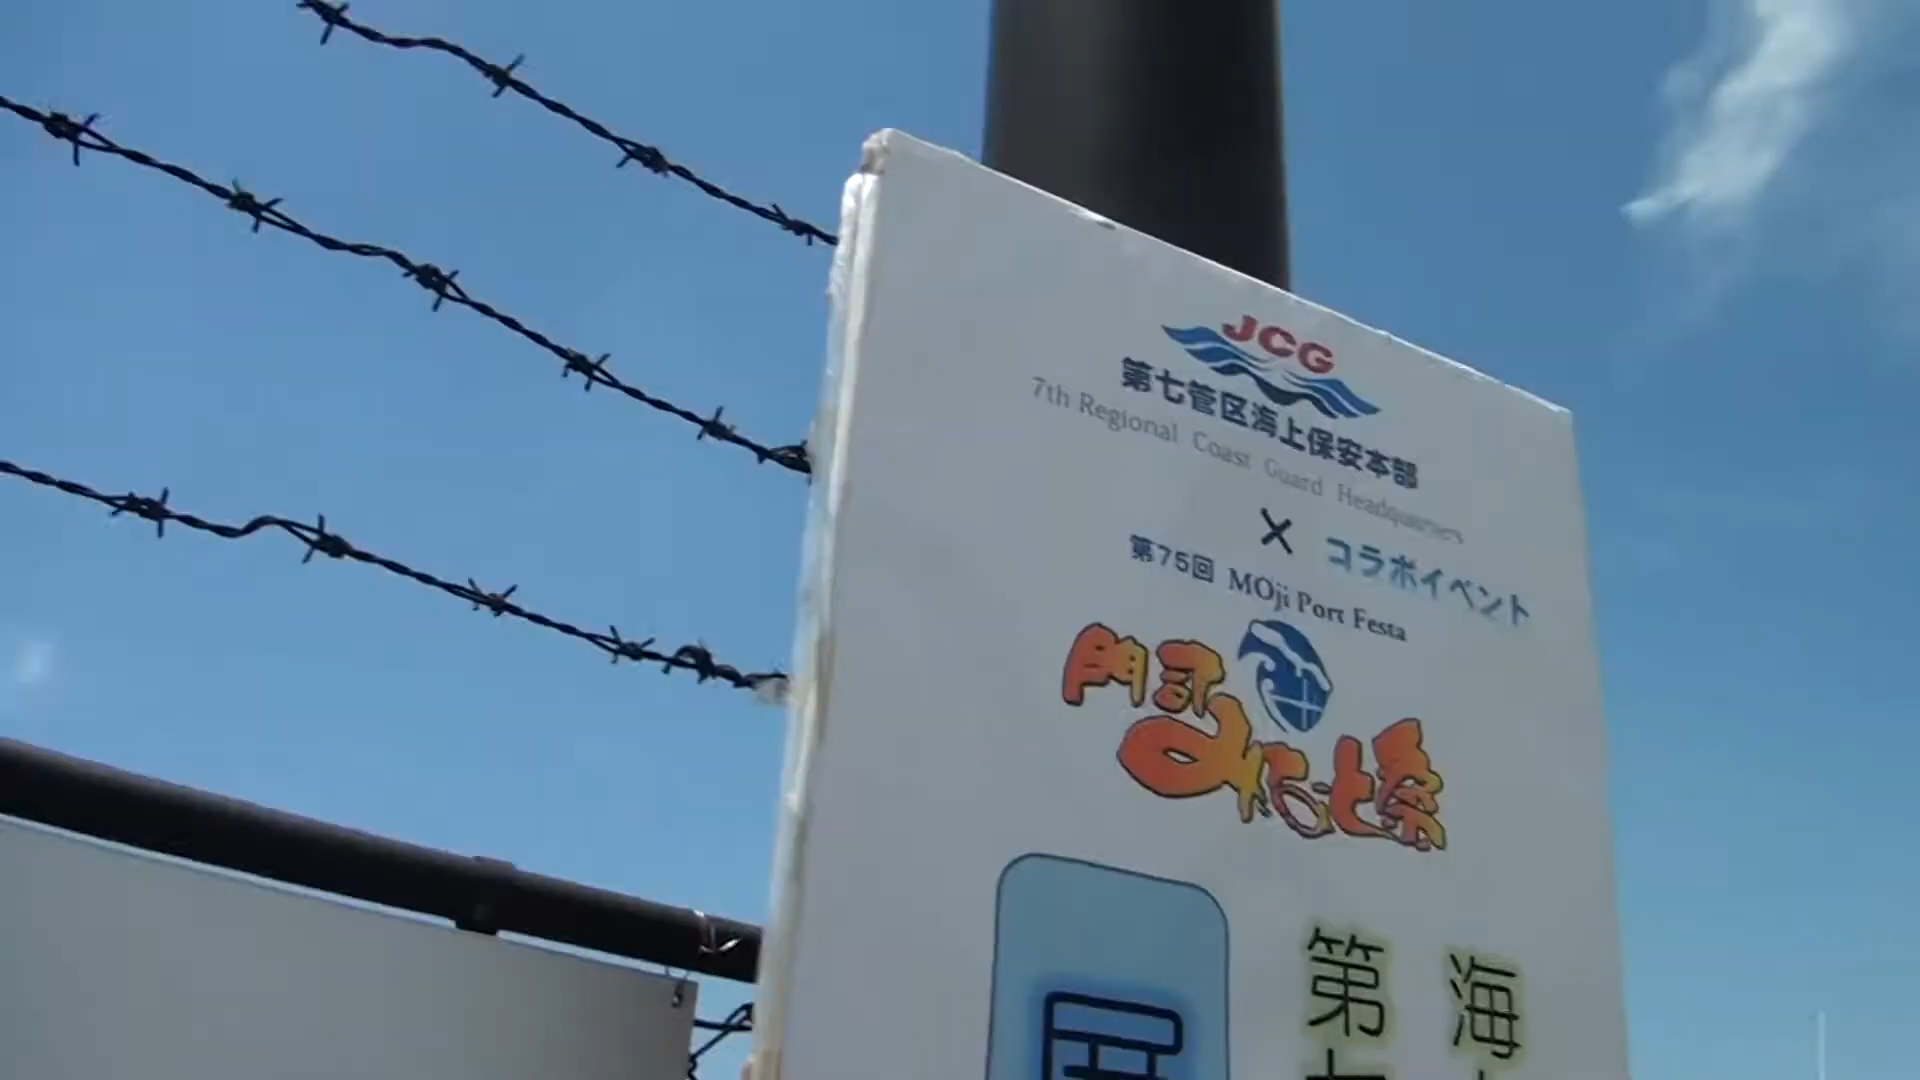 JCG
第七管区海上保安本部
7th Regional Coast Guard Headquarters
× コラボイベント
第75回 MOji Port Festa
門司みなと祭
展
第七
海